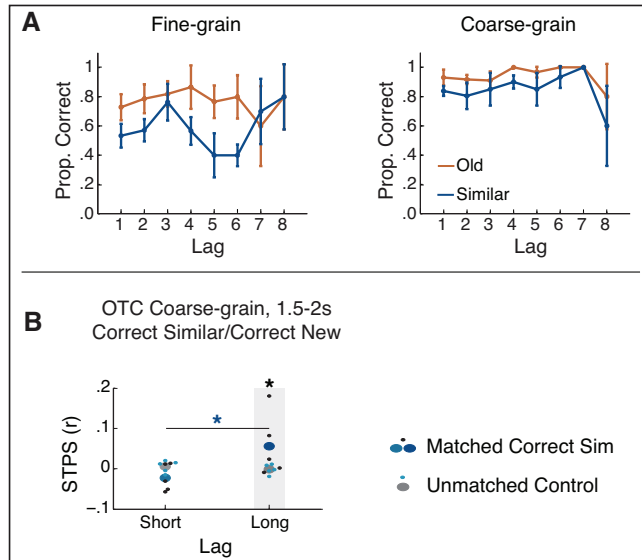 A
Fine-grain
Coarse-grain
Prop. Correct
1
.8
.6
.4
.2
.0
1 2 3 4 5 6 7 8
Lag
Prop. Correct
1
.8
.6
.4
.2
.0
Old
Similar
1 2 3 4 5 6 7 8
Lag
B
OTC Coarse-grain, 1.5-2s
Correct Similar/Correct New
STPS (r)
.2
.1
0
-.1
*
*
Short Long
Lag
Matched Correct Sim
Unmatched Control